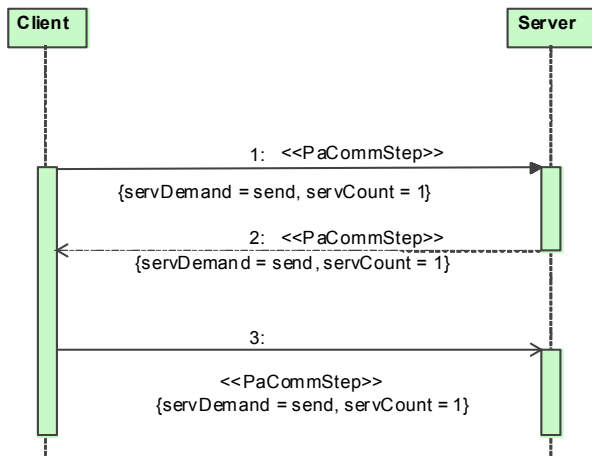 Client Server
1: <<PaCommStep>>
{servDemand = send, servCount = 1}
2: <<PaCommStep>>
{servDemand = send, servCount = 1}
3:
<<PaCommStep>>
{servDemand = send, servCount = 1}